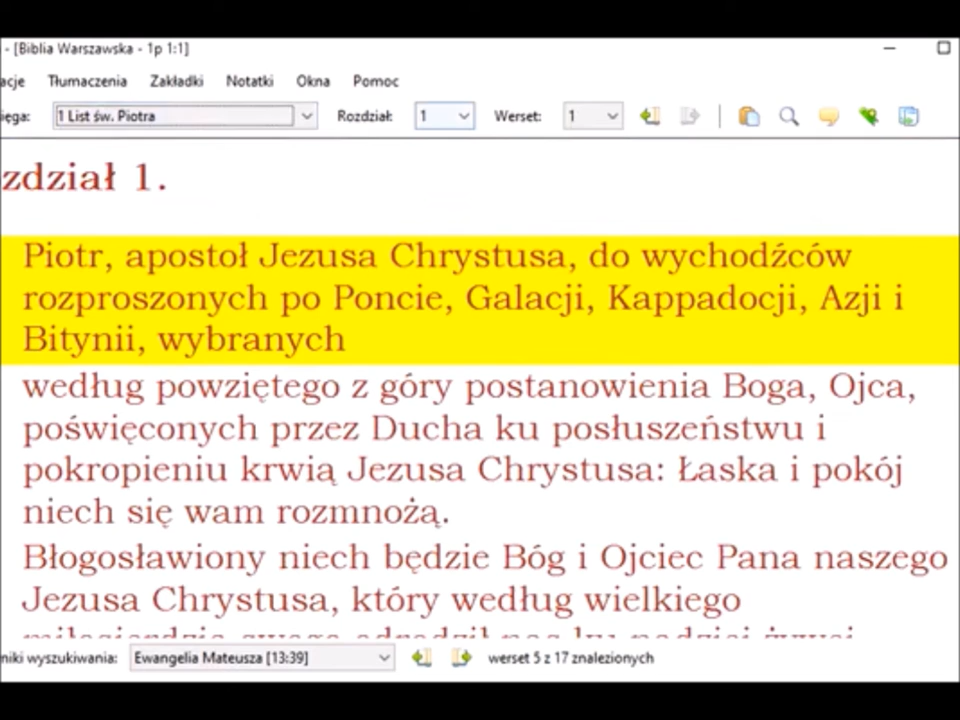 - [Biblia Warszawska - 1p 1:1]
acje Tłumaczenia Zakładki Notatki Okna Pomoc
ięga: 1 List św. Piotra Rozdział: 1 Werset: 1
zdział 1.
Piotr, apostoł Jezusa Chrystusa, do wychodźców
rozproszonych po Poncie, Galacji, Kappadocji, Azji i
Bitynii, wybranych
według powziętego z góry postanowienia Boga, Ojca,
poświęconych przez Ducha ku posłuszeństwu i
pokropieniu krwią Jezusa Chrystusa: Łaska i pokój
niech się wam rozmnożą.
Błogosławiony niech będzie Bóg i Ojciec Pana naszego
Jezusa Chrystusa, który według wielkiego
niki wyszukiwania: Ewangelia Mateusza [13:39] werset 5 z 17 znalezionych